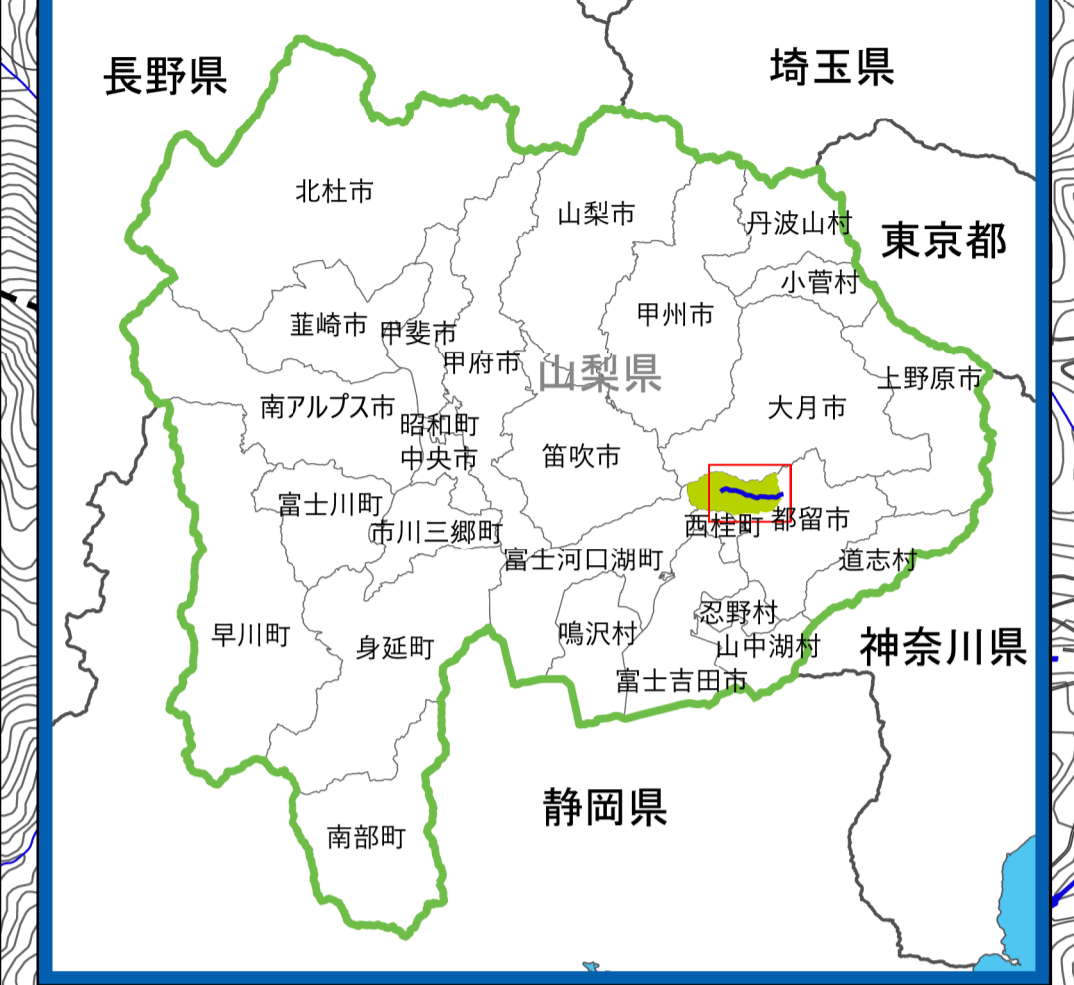 埼玉県
長野県
北杜市
山梨市
丹波山村
東京都
小菅村
甲州市
韮崎市
甲斐市
甲府市
山梨県
上野原市
南アルプス市
大月市
昭和町
中央市
笛吹市
富士川町
市川三郷町
西桂町
都留市
富士河口湖町
道志村
忍野村
早川町
鳴沢村
身延町
山中湖村
神奈川県
富士吉田市
静岡県
南部町